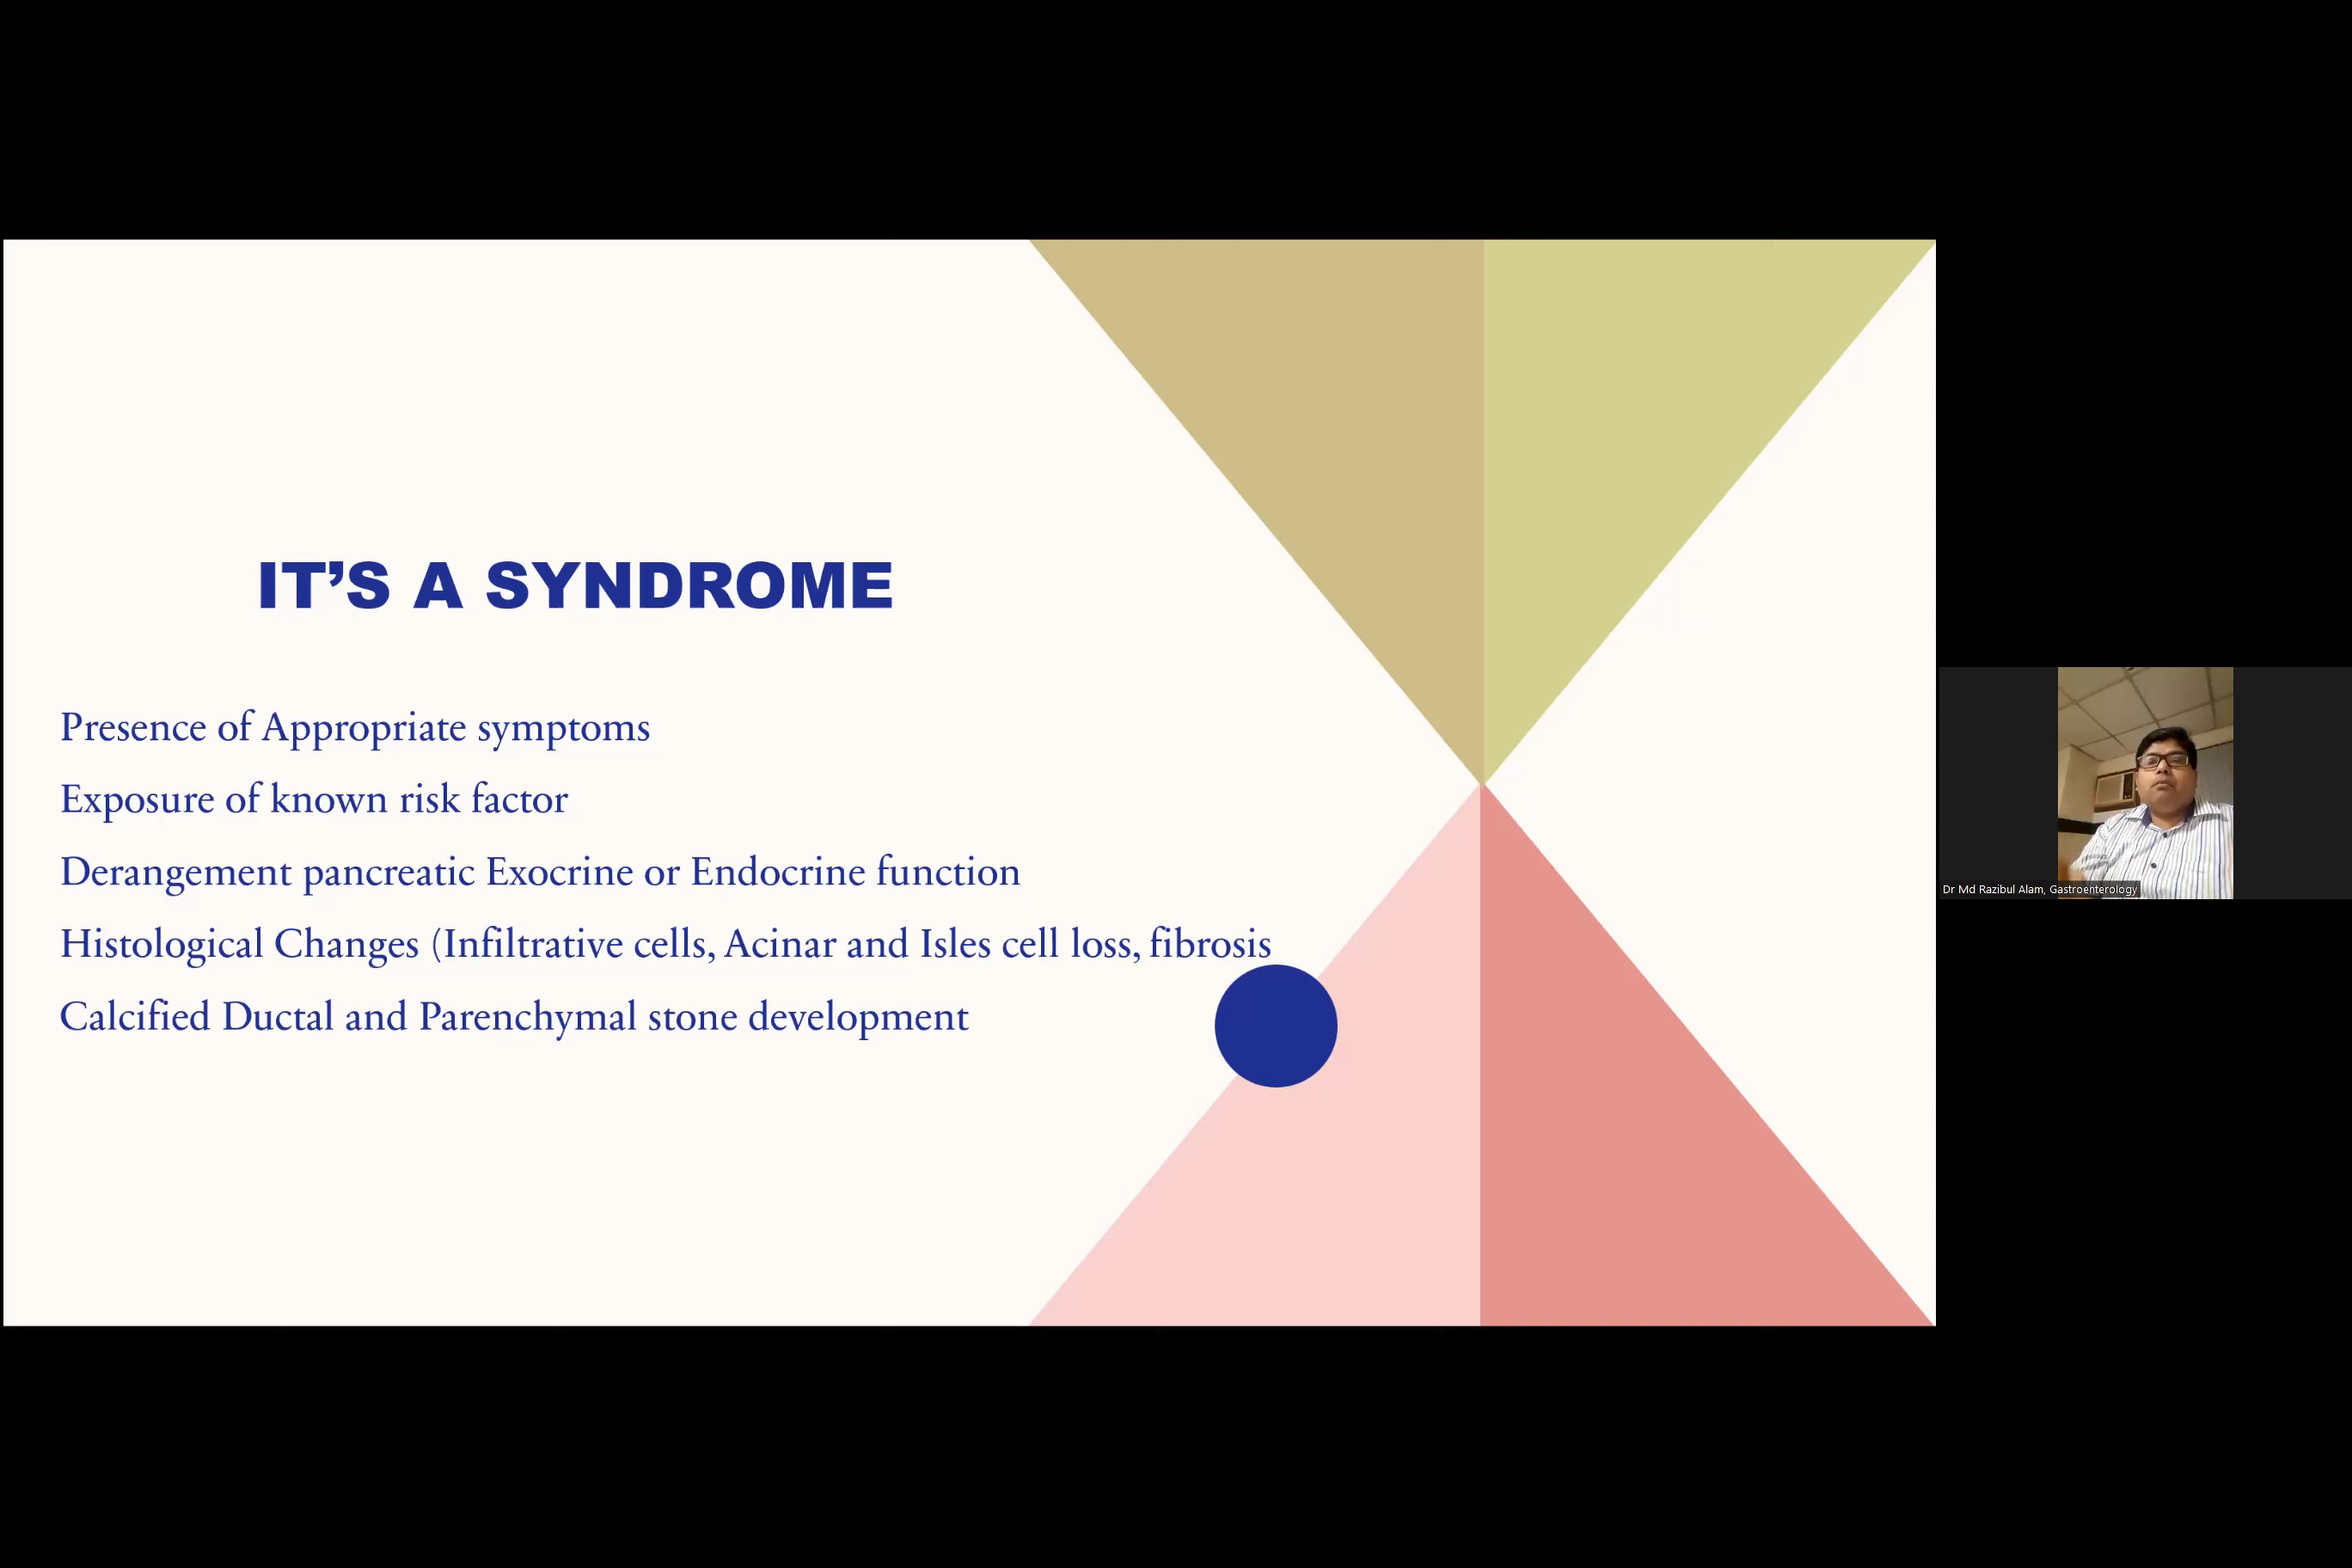 IT’S A SYNDROME
Presence of Appropriate symptoms
Exposure of known risk factor
Derangement pancreatic Exocrine or Endocrine function
Histological Changes (Infiltrative cells, Acinar and Isles cell loss, fibrosis
Calcified Ductal and Parenchymal stone development
Dr Md Razibul Alam, Gastroenterology